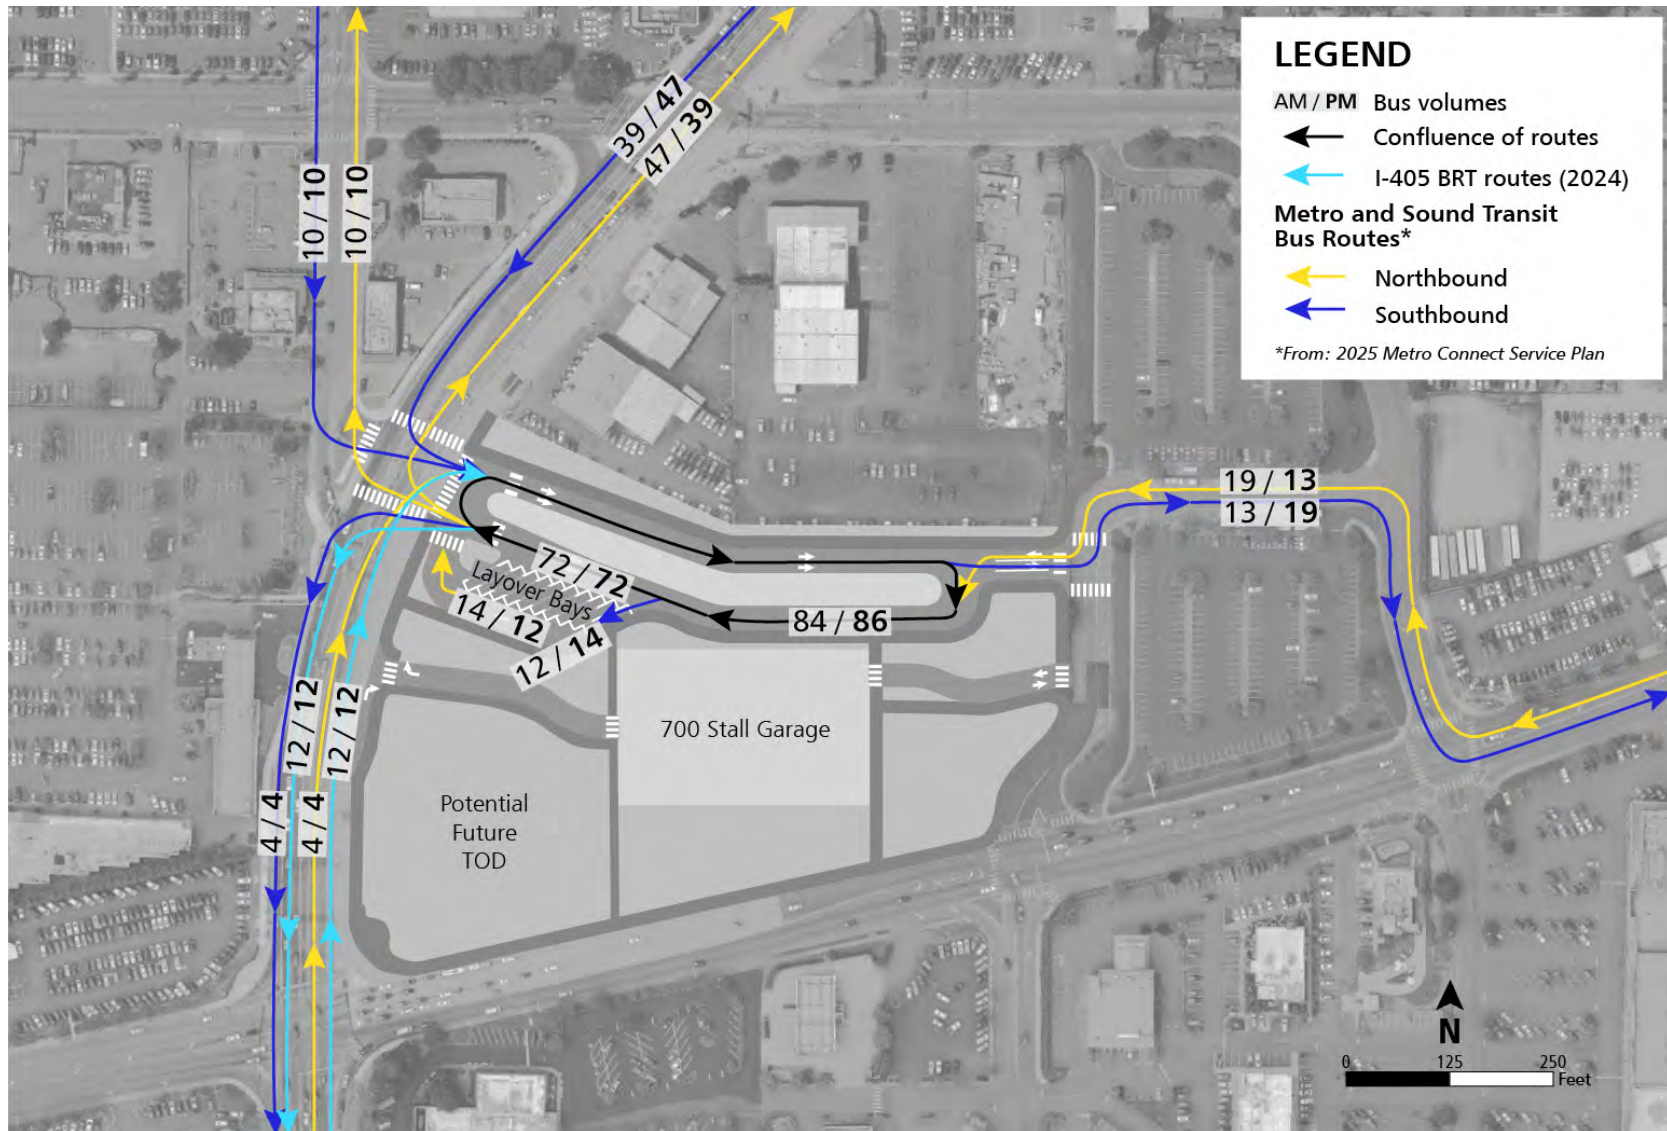 LEGEND
AM / PM Bus volumes
Confluence of routes
I-405 BRT routes (2024)
Metro and Sound Transit
Bus Routes*
Northbound
Southbound
*From: 2025 Metro Connect Service Plan
39 / 47
47 / 39
10 / 10
10 / 10
19 / 13
13 / 19
72 / 72
Layover Bays
14 / 12
12 / 14
84 / 86
12 / 12
12 / 12
4 / 4
4 / 4
700 Stall Garage
Potential
Future
TOD
N
0 125 250
Feet